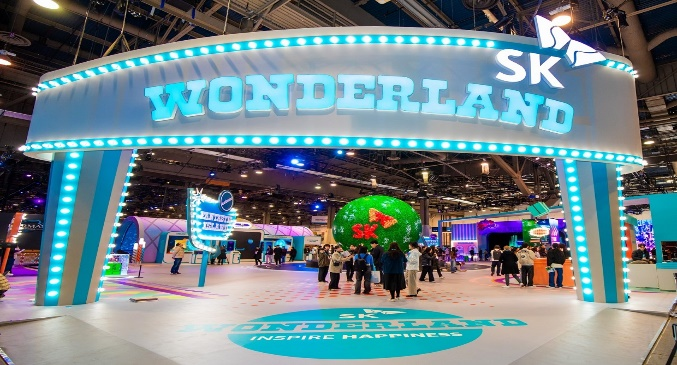 SK
WONDERLAND
SK
SK
WONDERLAND
INSPIRE HAPPINESS